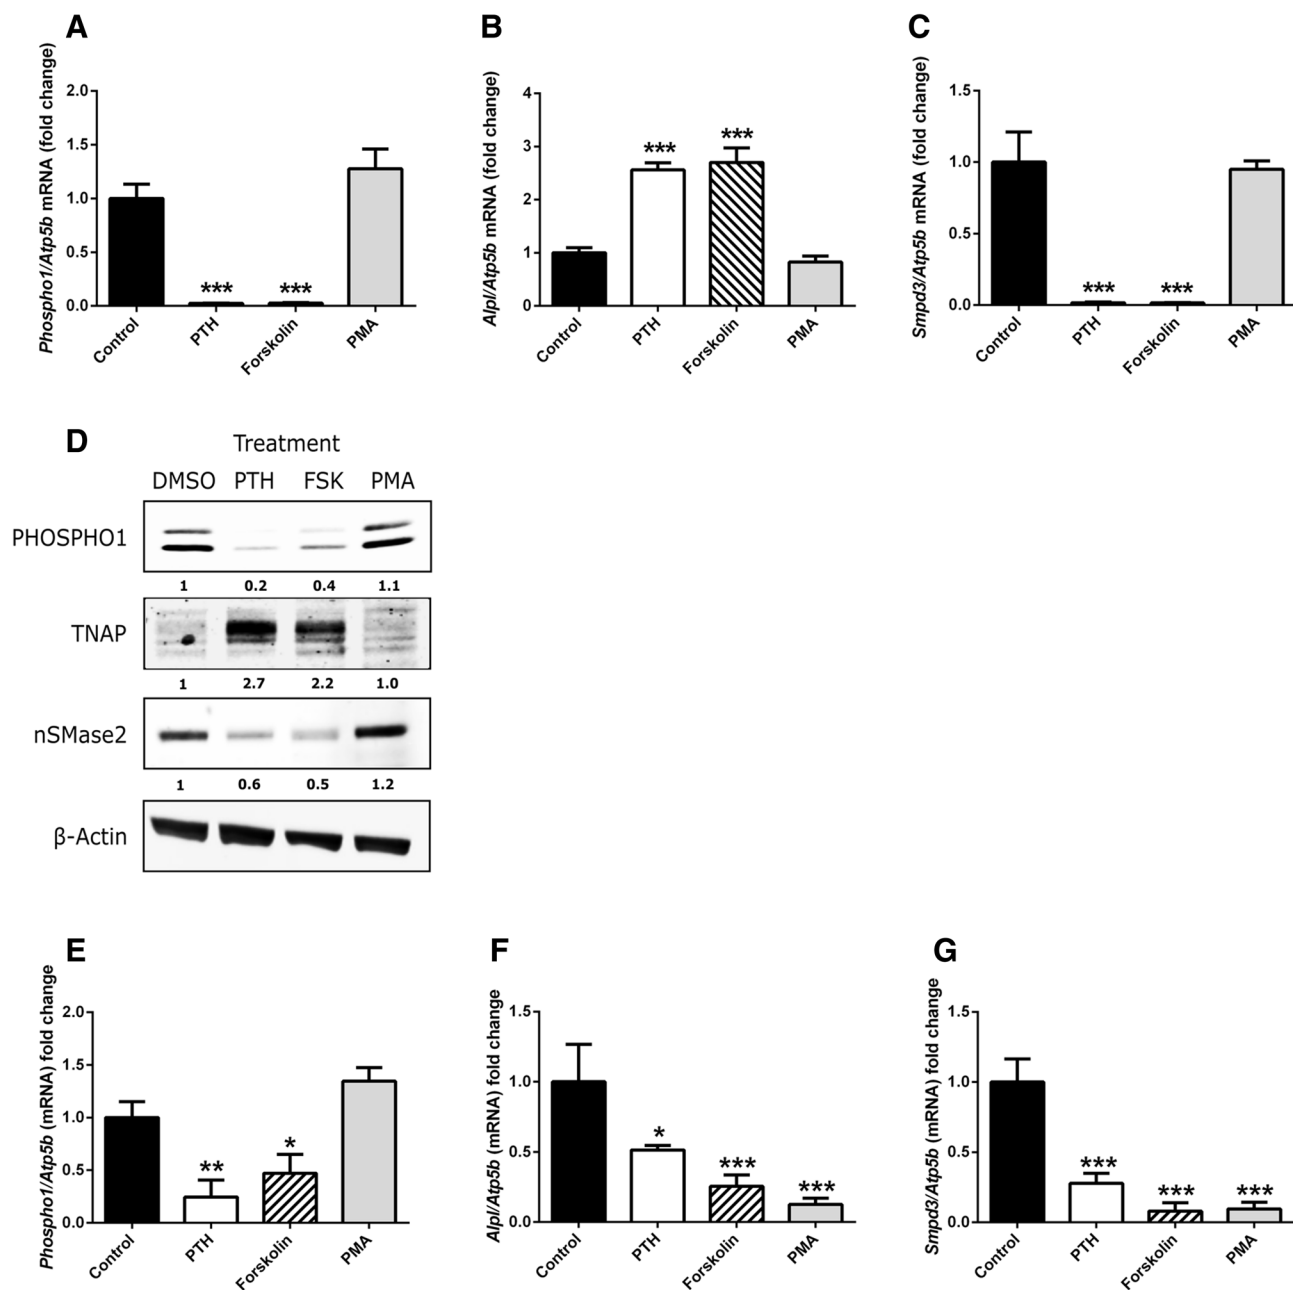 A
Phospho1/Atp5b mRNA (fold change)
2.0
1.5
1.0
0.5
0.0
***
***
Control
PTH
Forskolin
PMA
B
Alpl/Atp5b mRNA (fold change)
4
3
2
1
0
***
***
Control
PTH
Forskolin
PMA
C
Smpd3/Atp5b mRNA (fold change)
1.5
1.0
0.5
0.0
***
***
Control
PTH
Forskolin
PMA
D
Treatment
DMSO PTH FSK PMA
PHOSPHO1
1 0.2 0.4 1.1
TNAP
1 2.7 2.2 1.0
nSMase2
1 0.6 0.5 1.2
β-Actin
E
Phospho1/Atp5b (mRNA) fold change
2.0
1.5
1.0
0.5
0.0
**
*
Control
PTH
Forskolin
PMA
F
Alpl/Atp5b (mRNA) fold change
1.5
1.0
0.5
0.0
*
***
***
Control
PTH
Forskolin
PMA
G
Smpd3/Atp5b (mRNA) fold change
1.5
1.0
0.5
0.0
***
***
***
Control
PTH
Forskolin
PMA